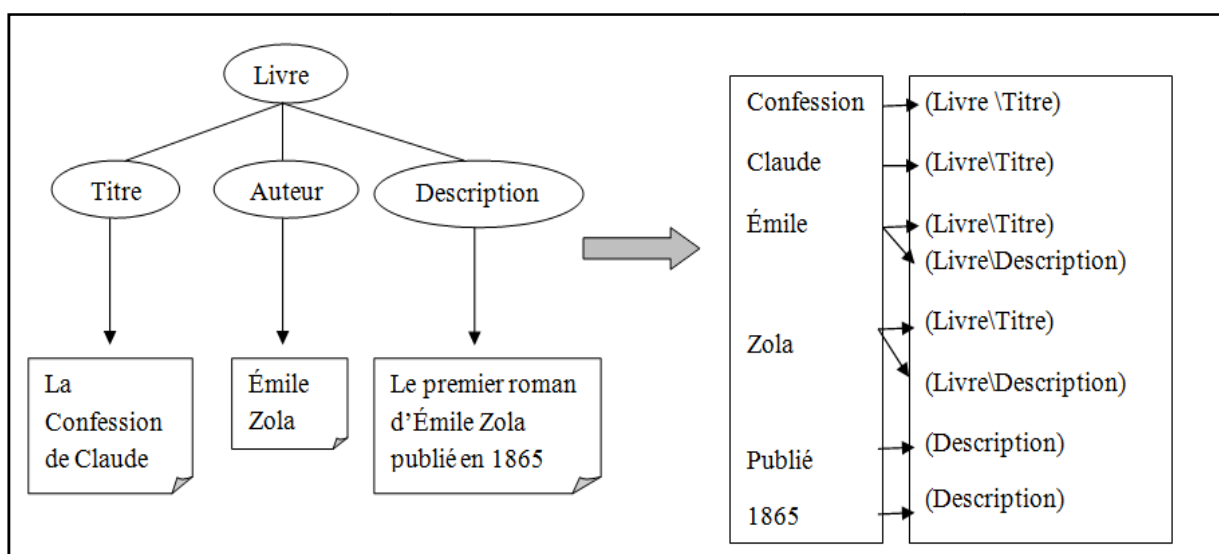 Livre
Titre
Auteur
Description
La
Confession
de Claude
Émile
Zola
Le premier roman
d’Émile Zola
publié en 1865
Confession
(Livre \Titre)
Claude
(Livre\Titre)
Émile
(Livre\Titre)
(Livre\Description)
Zola
(Livre\Titre)
(Livre\Description)
Publié
(Description)
1865
(Description)